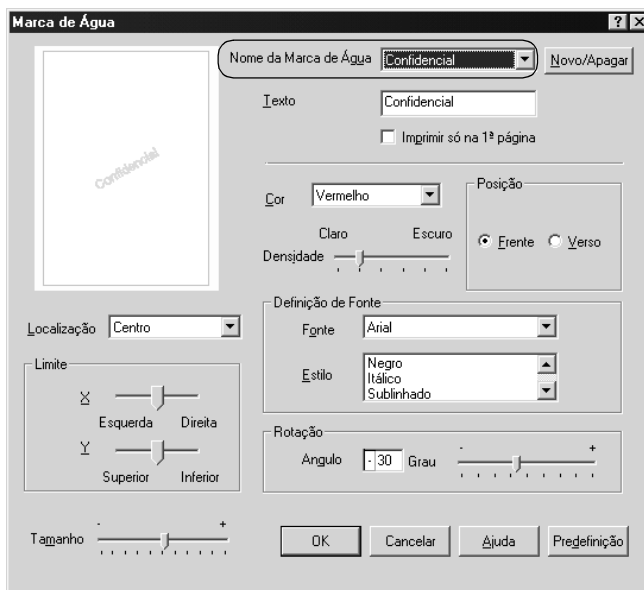 Marca de Água
Nome da Marca de Água Confidencial Novo/Apagar
Texto Confidencial
Imprimir só na 1ª página
Confidencial
Cor Vermelho
Posição
Claro Escuro
Densidade
Frente Verso
Localização Centro
Definição de Fonte
Fonte Arial
Estilo Negro
Itálico
Sublinhado
Limite
X
Esquerda Direita
Y
Superior Inferior
Rotação
Angulo - 30 Grau - +
Tamanho - +
OK Cancelar Ajuda Predefinição